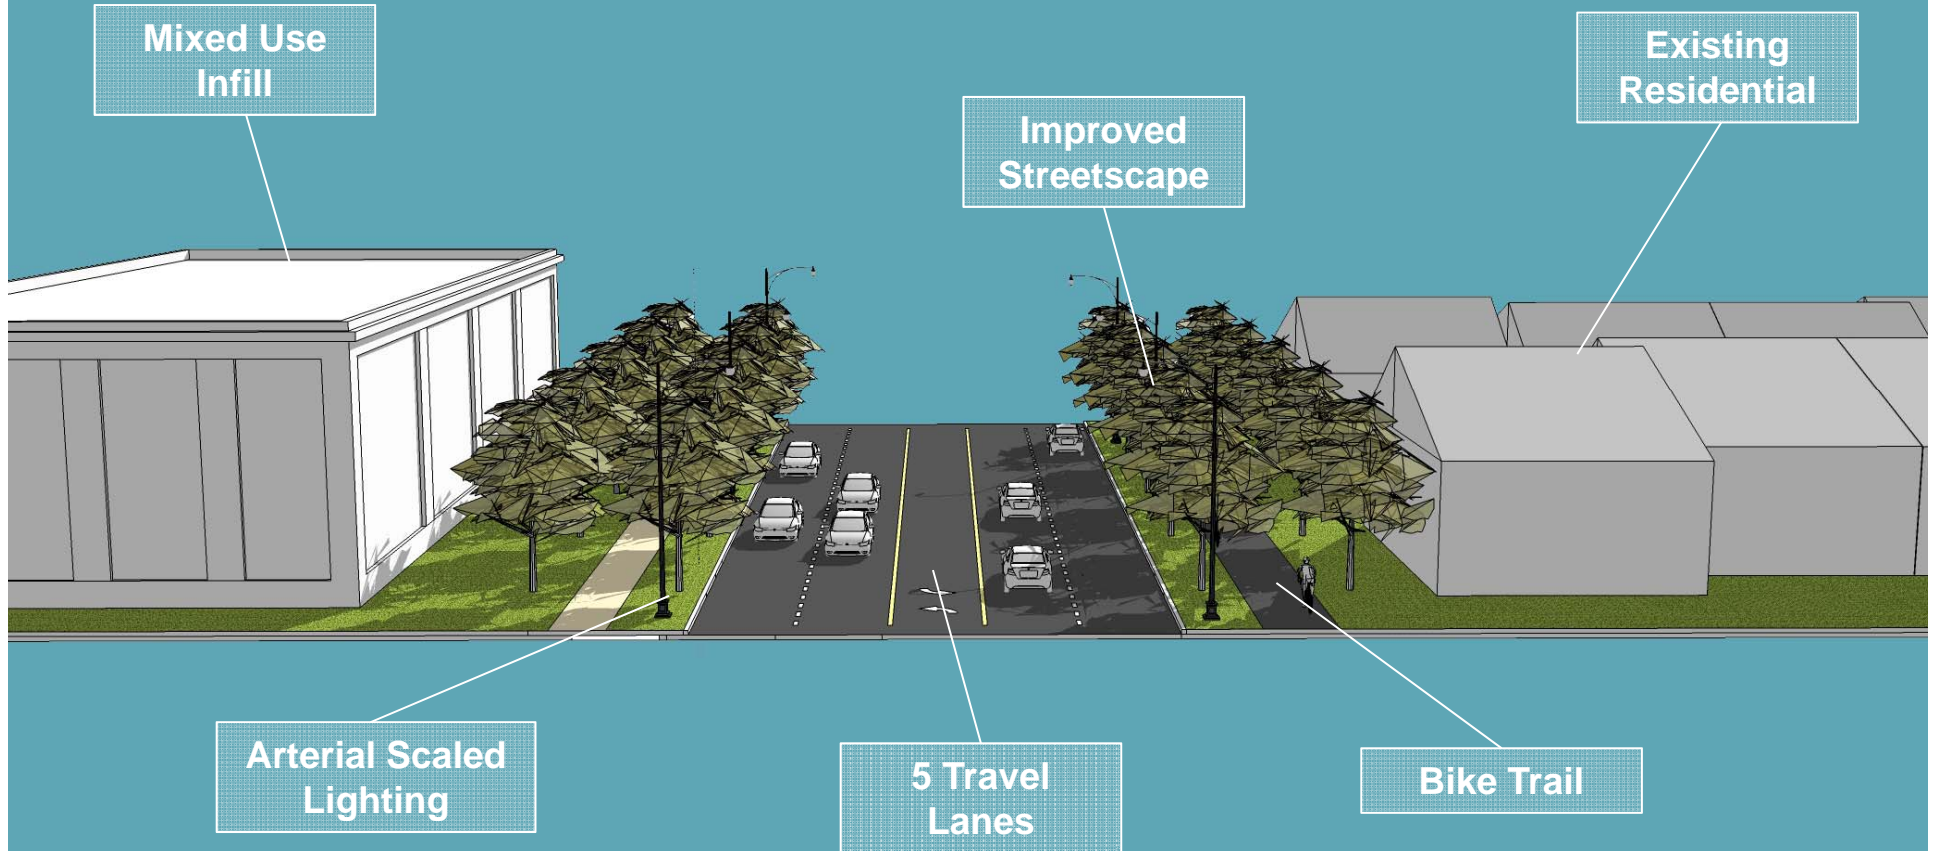 Mixed Use
Infill
Existing
Residential
Improved
Streetscape
Arterial Scaled
Lighting
5 Travel
Lanes
Bike Trail